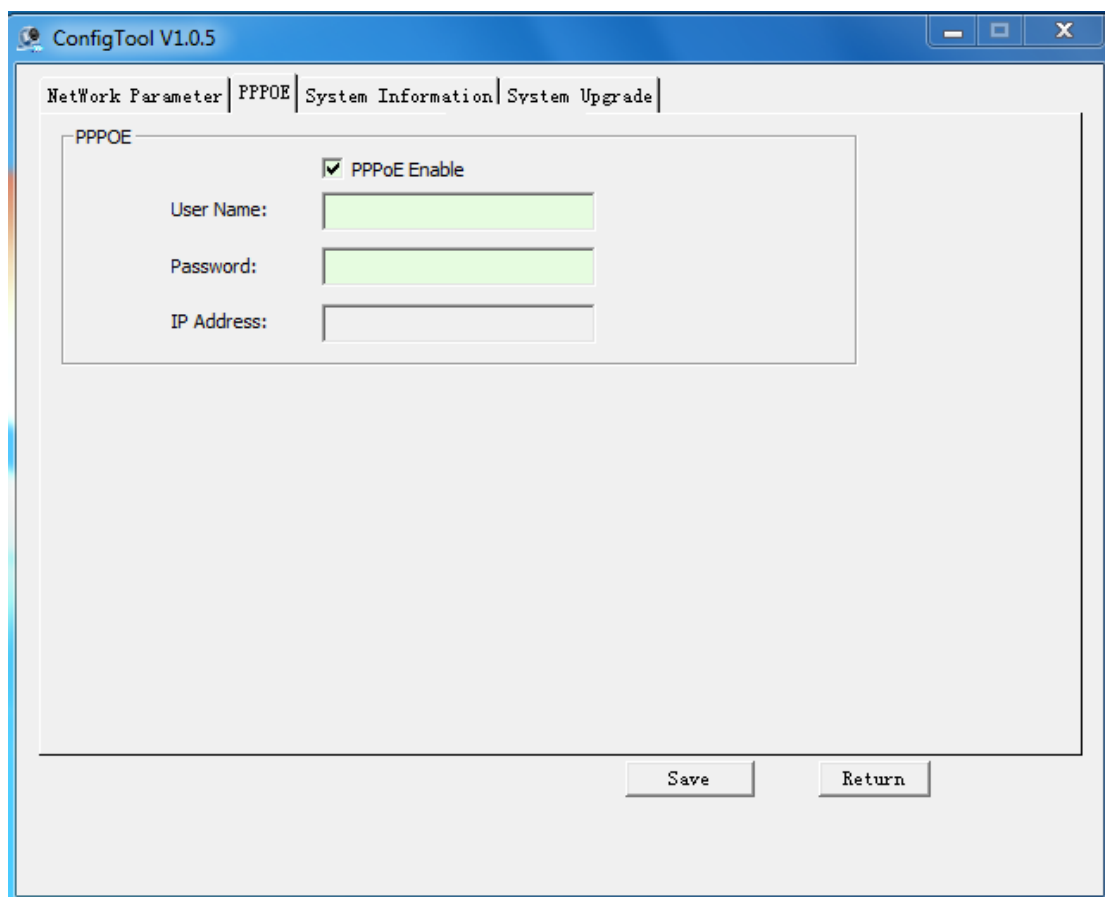 ConfigTool V1.0.5
NetWork Parameter PPPOE System Information System Upgrade
PPPOE
PPPoE Enable
User Name:
Password:
IP Address:
Save Return